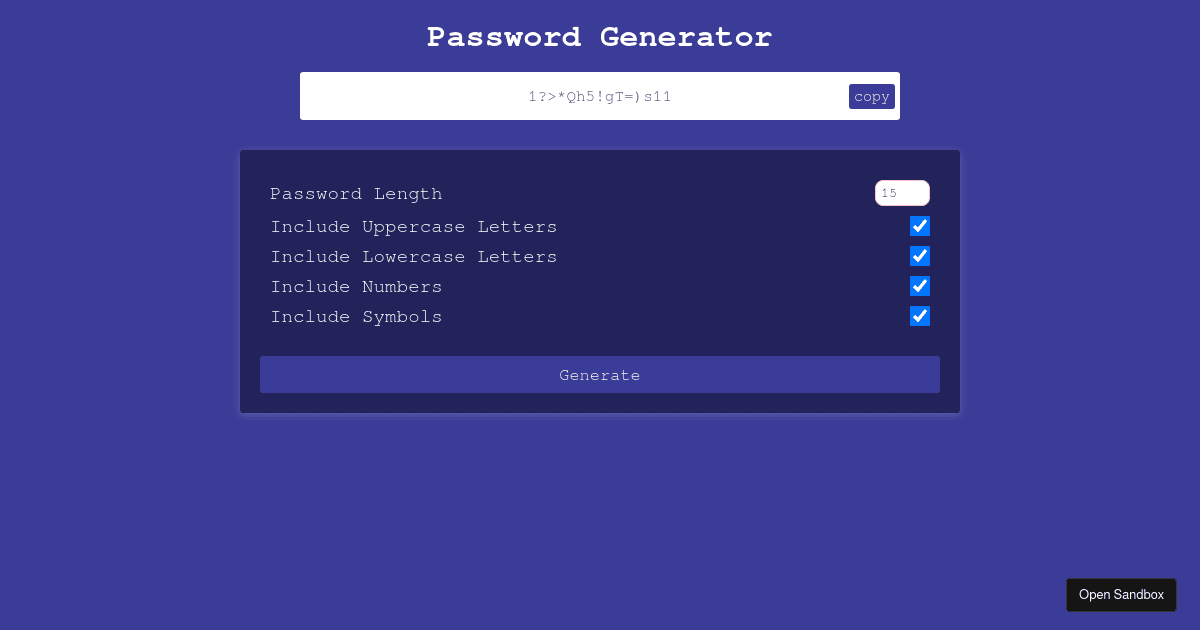 Password Generator
1?>*Qh5!gT=)s11
copy
Password Length
15
Include Uppercase Letters
Include Lowercase Letters
Include Numbers
Include Symbols
Generate
Open Sandbox